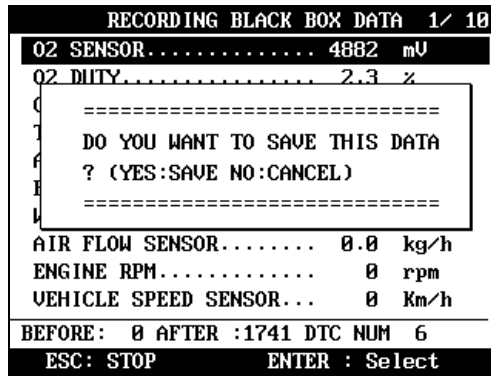 RECORDING BLACK BOX DATA 1/ 10
O2 SENSOR.............. 4882 mV
O2 DUTY................ 2.3 %
==============================
DO YOU WANT TO SAVE THIS DATA
? (YES:SAVE NO:CANCEL)
==============================
AIR FLOW SENSOR........ 0.0 kg/h
ENGINE RPM............. 0 rpm
VEHICLE SPEED SENSOR... 0 Km/h
BEFORE: 0 AFTER :1741 DTC NUM 6
ESC: STOP ENTER : Select